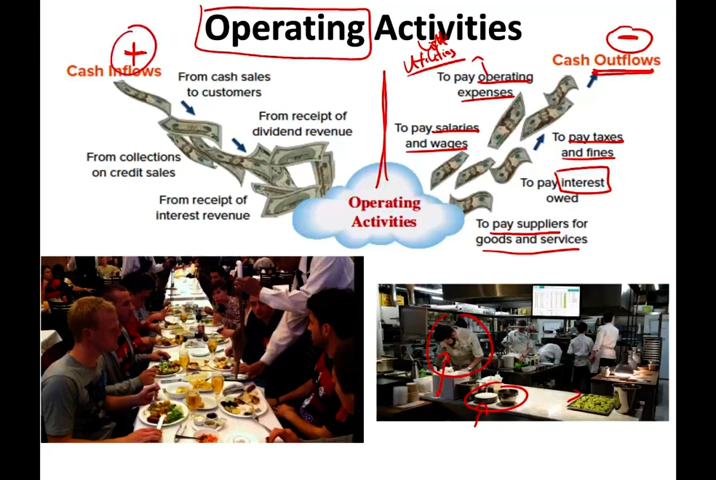 Operating Activities
+
-
Cash Inflows
Cash Outflows
Utilities
From cash sales
to customers
To pay operating
expenses
From receipt of
dividend revenue
To pay salaries
and wages
To pay taxes
and fines
From collections
on credit sales
To pay interest
owed
From receipt of
interest revenue
Operating
Activities
To pay suppliers for
goods and services